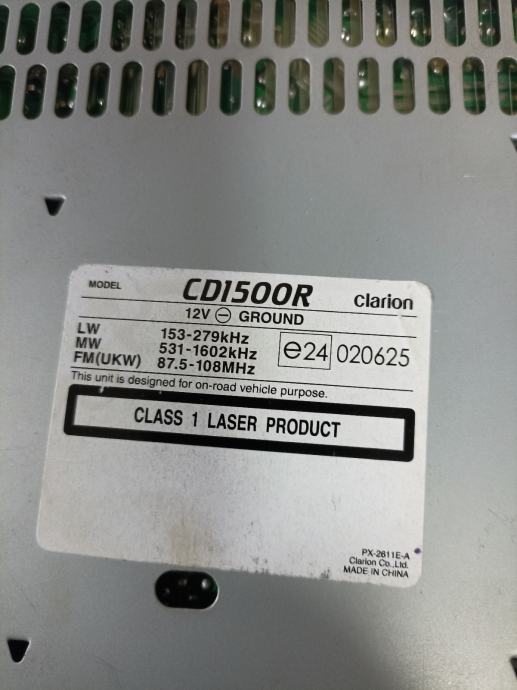 MODEL CD1500R clarion
12V ⊖ GROUND
LW 153-279kHz
MW 531-1602kHz
FM(UKW) 87.5-108MHz
e24 020625
This unit is designed for on-road vehicle purpose.
CLASS 1 LASER PRODUCT
PX-2611E-A
Clarion Co.,Ltd.
MADE IN CHINA